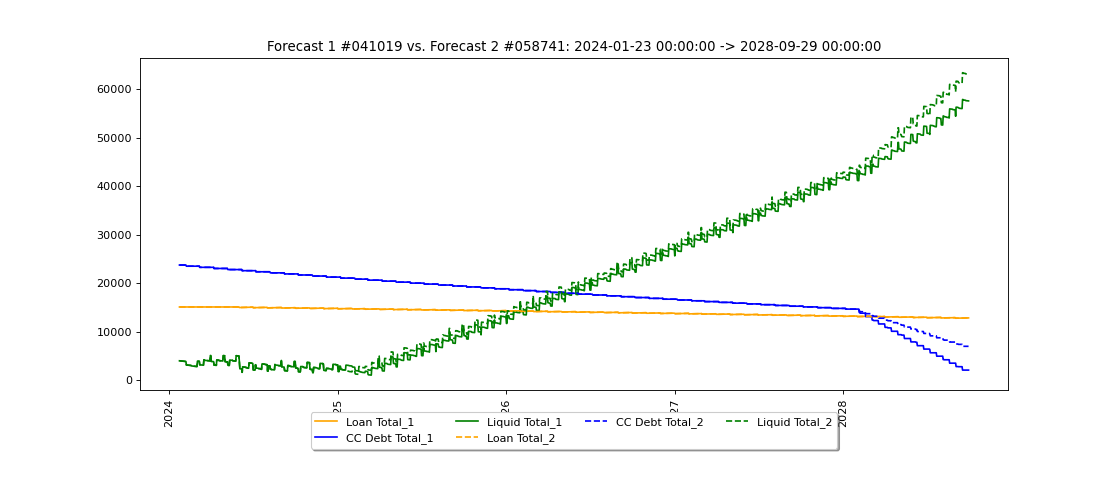 Forecast 1 #041019 vs. Forecast 2 #058741: 2024-01-23 00:00:00 -> 2028-09-29 00:00:00
60000
50000
40000
30000
20000
10000
0
2024
25
26
27
2028
Loan Total_1
Liquid Total_1
CC Debt Total_2
Liquid Total_2
CC Debt Total_1
Loan Total_2